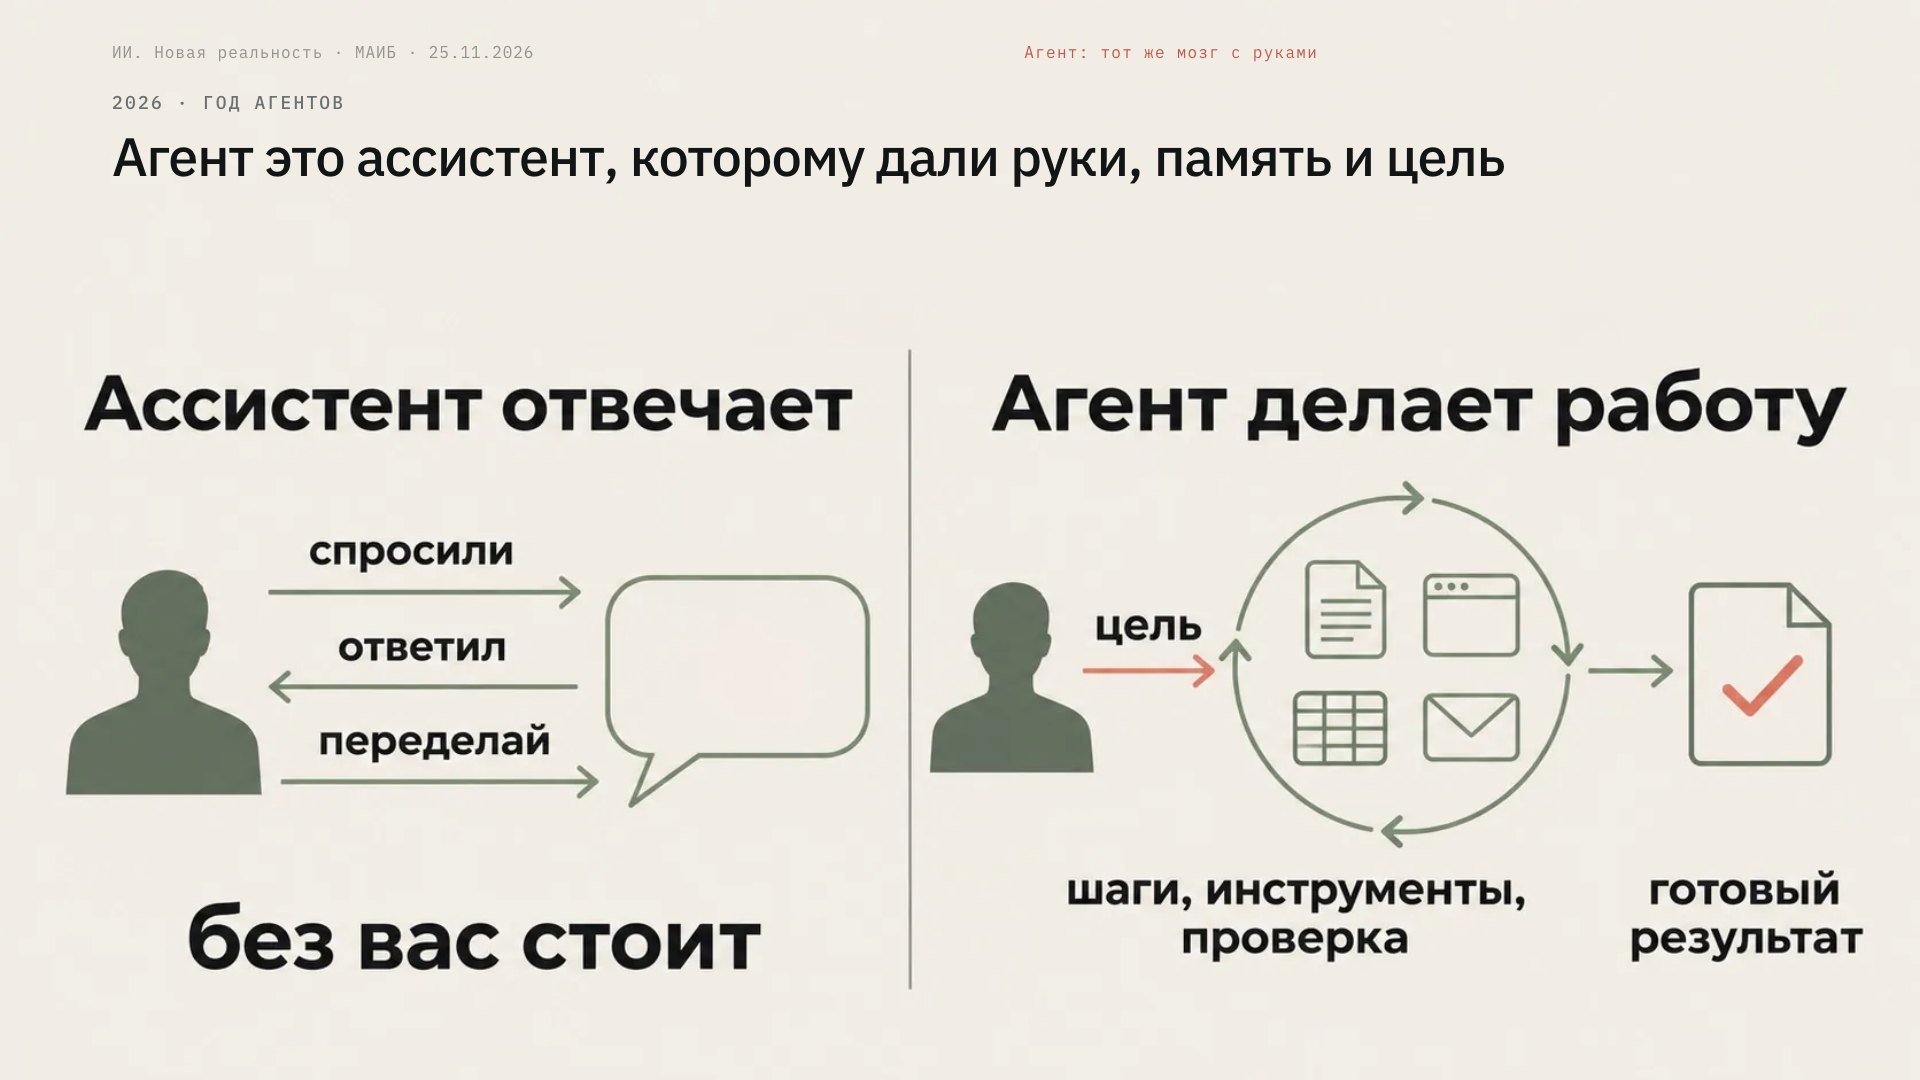 ИИ. Новая реальность · МАИБ · 25.11.2026
Агент: тот же мозг с руками
2026 · ГОД АГЕНТОВ
Агент это ассистент, которому дали руки, память и цель
Ассистент отвечает
спросили
ответил
переделай
без вас стоит
Агент делает работу
цель
шаги, инструменты,
проверка
готовый
результат